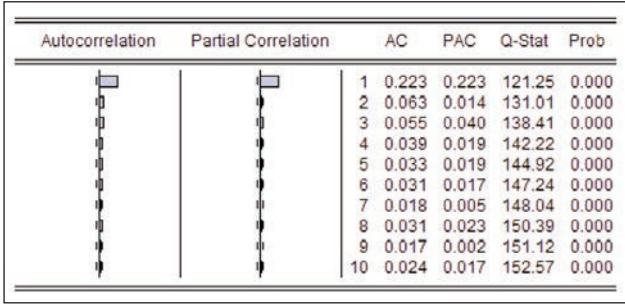 Autocorrelation Partial Correlation AC PAC Q-Stat Prob
1 0.223 0.223 121.25 0.000
2 0.063 0.014 131.01 0.000
3 0.055 0.040 138.41 0.000
4 0.039 0.019 142.22 0.000
5 0.033 0.019 144.92 0.000
6 0.031 0.017 147.24 0.000
7 0.018 0.005 148.04 0.000
8 0.031 0.023 150.39 0.000
9 0.017 0.002 151.12 0.000
10 0.024 0.017 152.57 0.000